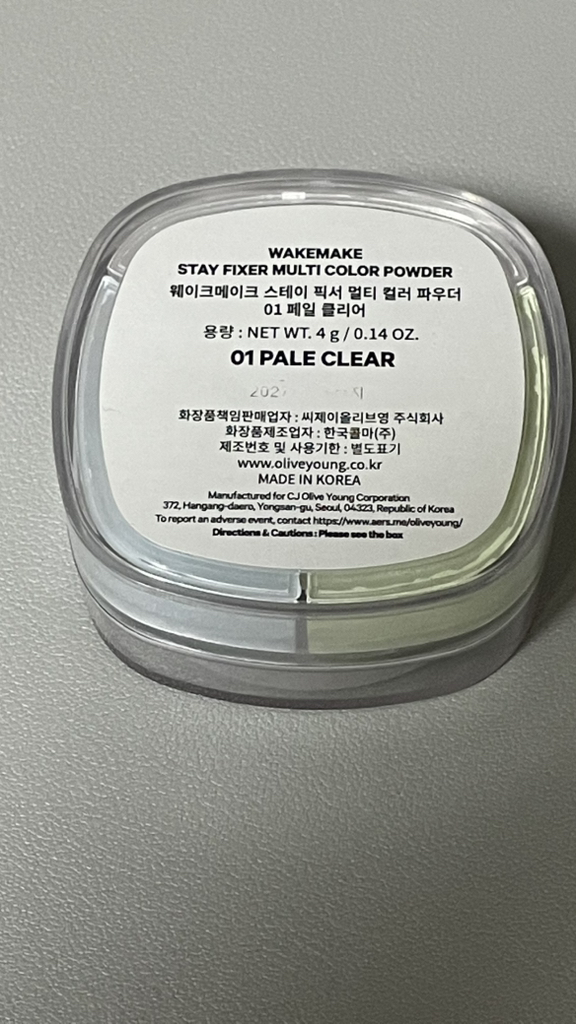 WAKEMAKE
STAY FIXER MULTI COLOR POWDER
웨이크메이크 스테이 픽서 멀티 컬러 파우더
01 페일 클리어
용량 : NET WT. 4 g / 0.14 OZ.
01 PALE CLEAR
화장품책임판매업자 : 씨제이올리브영 주식회사
화장품제조업자 : 한국콜마(주)
제조번호 및 사용기한 : 별도표기
www.oliveyoung.co.kr
MADE IN KOREA
Manufactured for CJ Olive Young Corporation
372, Hangang-daero, Yongsan-gu, Seoul, 04323, Republic of Korea
To report an adverse event, contact https://www.aers.me/oliveyoung/
Directions & Cautions : Please see the box